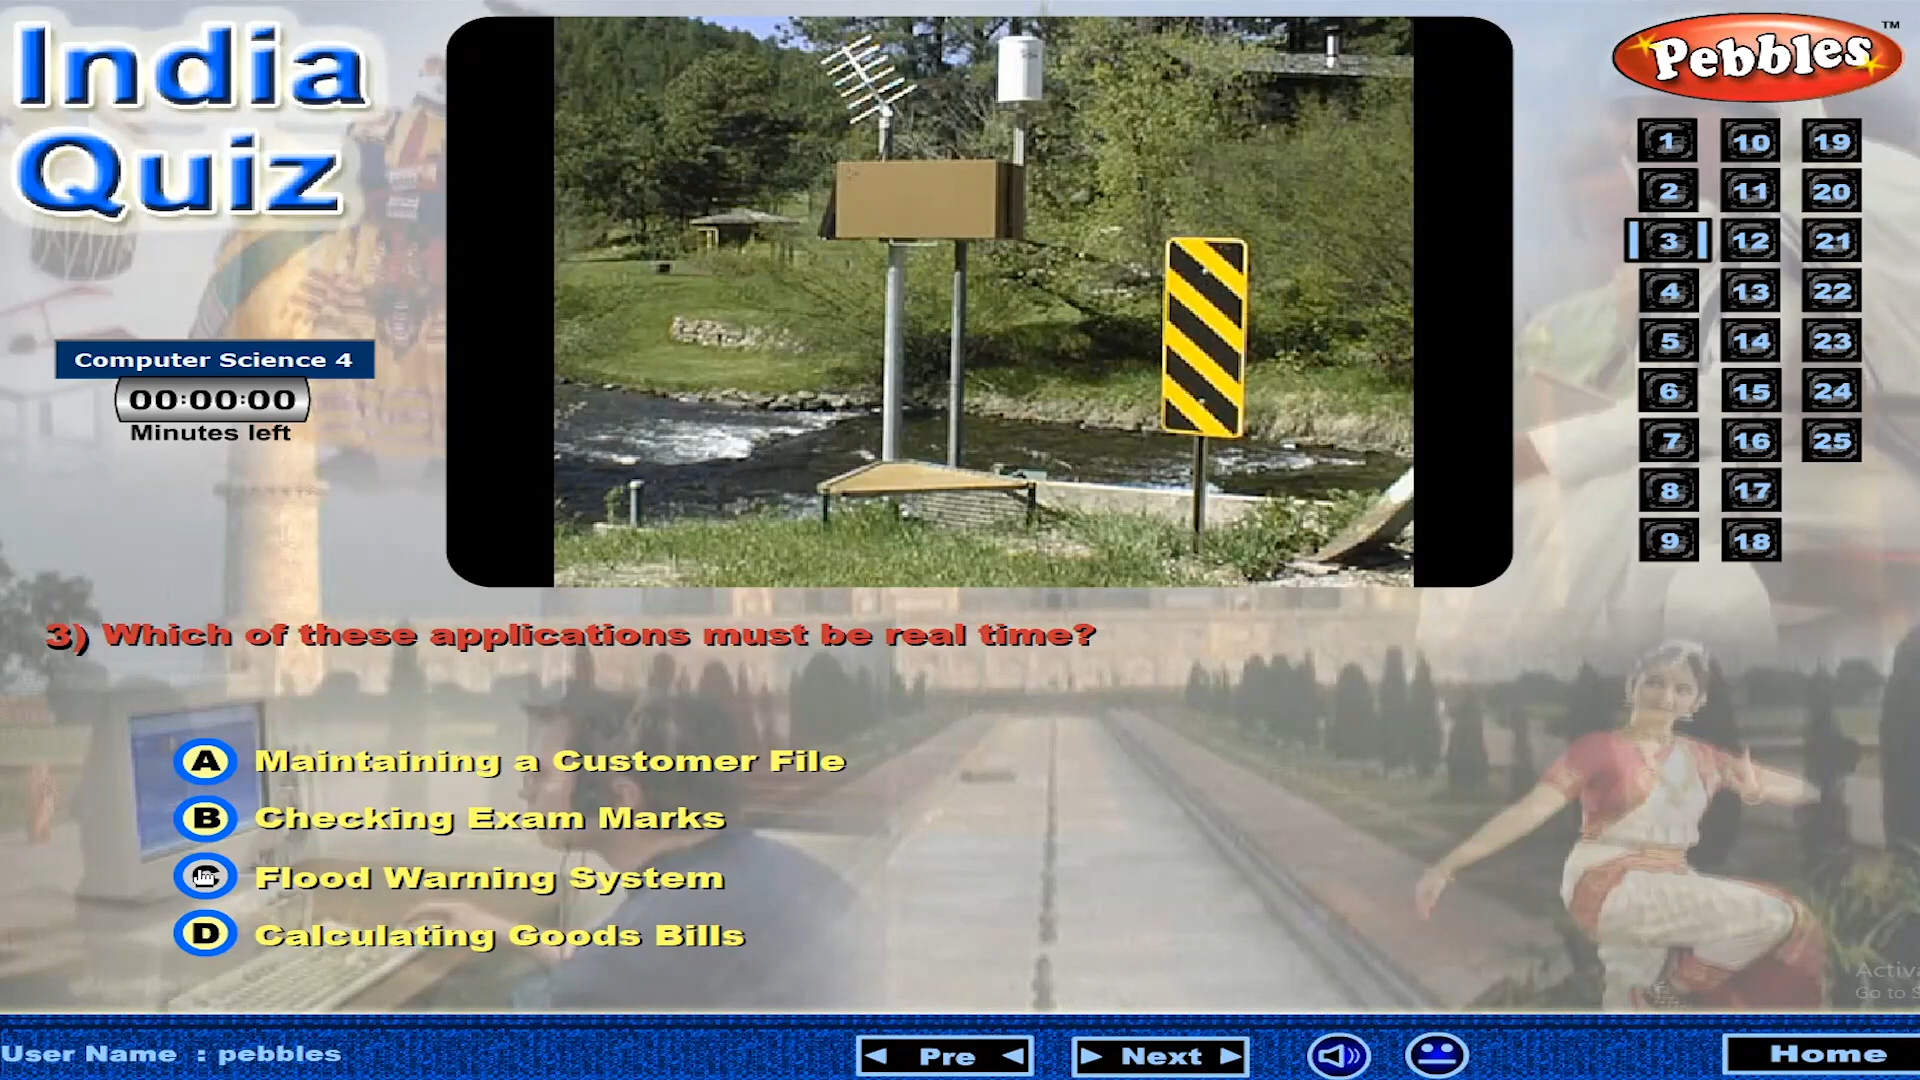 India
Quiz
Pebbles™
Computer Science 4
00:00:00
Minutes left
1 10 19
2 11 20
3 12 21
4 13 22
5 14 23
6 15 24
7 16 25
8 17
9 18
3) Which of these applications must be real time?
A Maintaining a Customer File
B Checking Exam Marks
Flood Warning System
D Calculating Goods Bills
User Name : pebbles
Pre
Next
Home